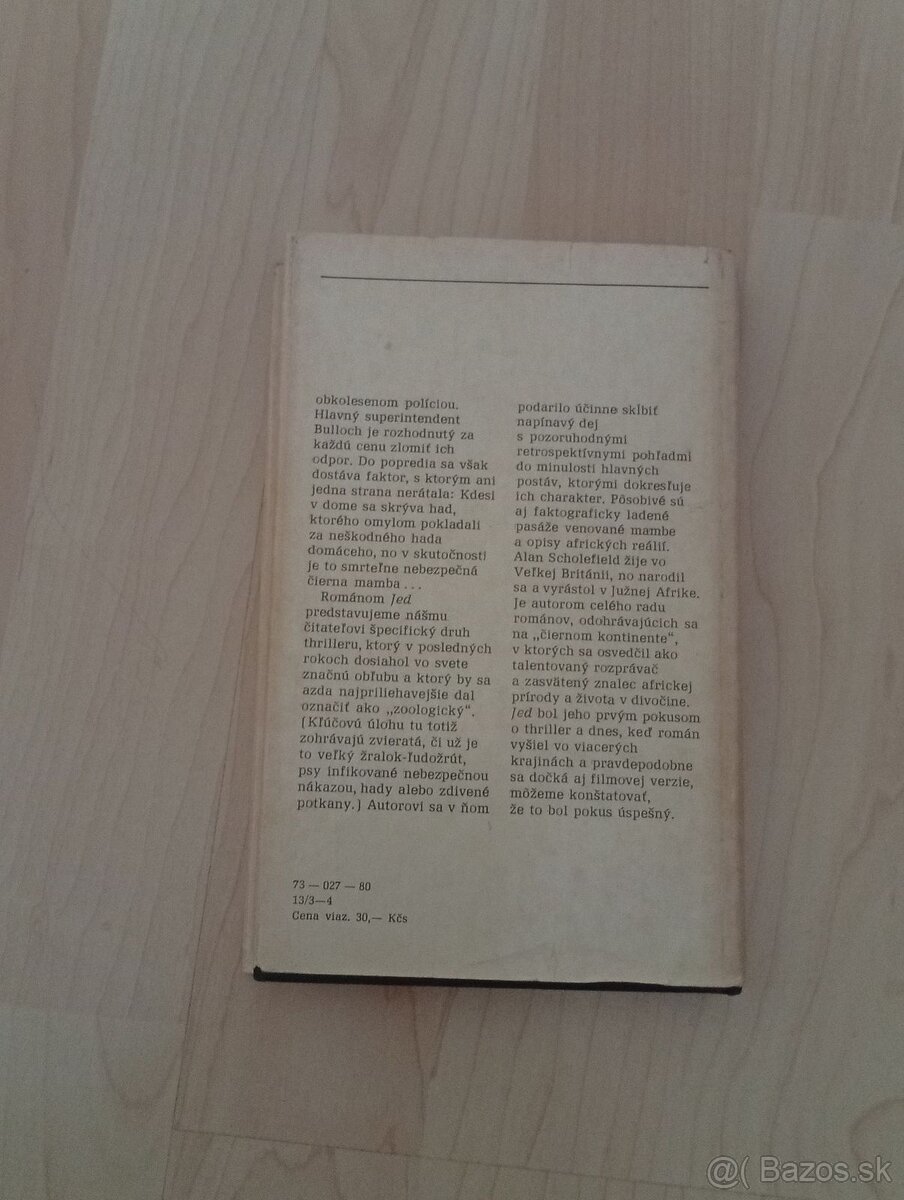 obkolesenom políciou.
Hlavný superintendent
Bulloch je rozhodnutý za
každú cenu zlomiť ich
odpor. Do popredia sa však
dostáva faktor, s ktorým ani
jedna strana nerátala: Kdesi
v dome sa skrýva had,
ktorého omylom pokladali
za neškodného hada
domáceho, no v skutočnosti
je to smrteľne nebezpečná
čierna mamba...
Románom Jed
predstavujeme nášmu
čitateľovi špecifický druh
thrilleru, ktorý v posledných
rokoch dosiahol vo svete
značnú obľubu a ktorý by sa
azda najpriliehavejšie dal
označiť ako „zoologický“.
(Kľúčovú úlohu tu totiž
zohrávajú zvieratá, či už je
to veľký žralok-ľudožrút,
psy infikované nebezpečnou
nákazou, hady alebo zdivené
potkany.) Autorovi sa v ňom
podarilo účinne skĺbiť
napínavý dej
s pozoruhodnými
retrospektívnymi pohľadmi
do minulosti hlavných
postáv, ktorými dokresľuje
ich charakter. Pôsobivé sú
aj faktograficky ladené
pasáže venované mambe
a opisy afrických reálií.
Alan Scholefield žije vo
Veľkej Británii, no narodil
sa a vyrástol v Južnej Afrike.
Je autorom celého radu
románov, odohrávajúcich sa
na „čiernom kontinente“,
v ktorých sa osvedčil ako
talentovaný rozprávač
a zasvätený znalec africkej
prírody a života v divočine.
Jed bol jeho prvým pokusom
o thriller a dnes, keď román
vyšiel vo viacerých
krajinách a pravdepodobne
sa dočká aj filmovej verzie,
môžeme konštatovať,
že to bol pokus úspešný.
73 — 027 — 80
13/3—4
Cena viaz. 30,— Kčs
@( Bazos.sk